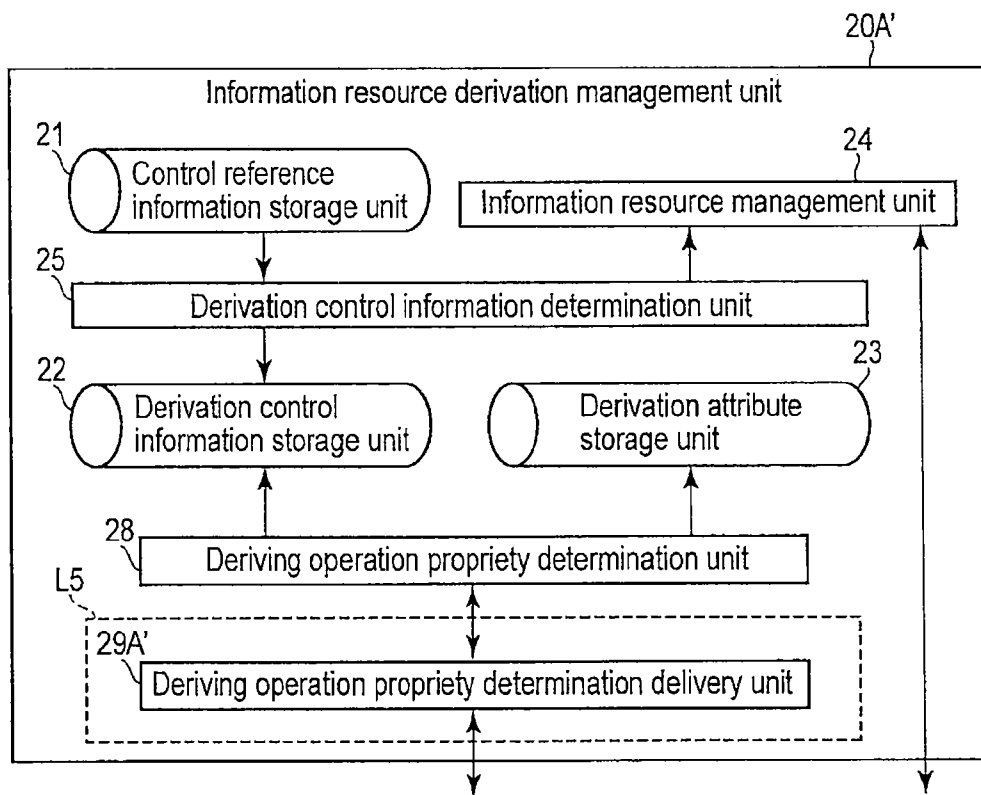 20A'
Information resource derivation management unit
21
Control reference
information storage unit
24
Information resource management unit
25
Derivation control information determination unit
22
Derivation control
information storage unit
23
Derivation attribute
storage unit
28
Deriving operation propriety determination unit
L5
29A'
Deriving operation propriety determination delivery unit